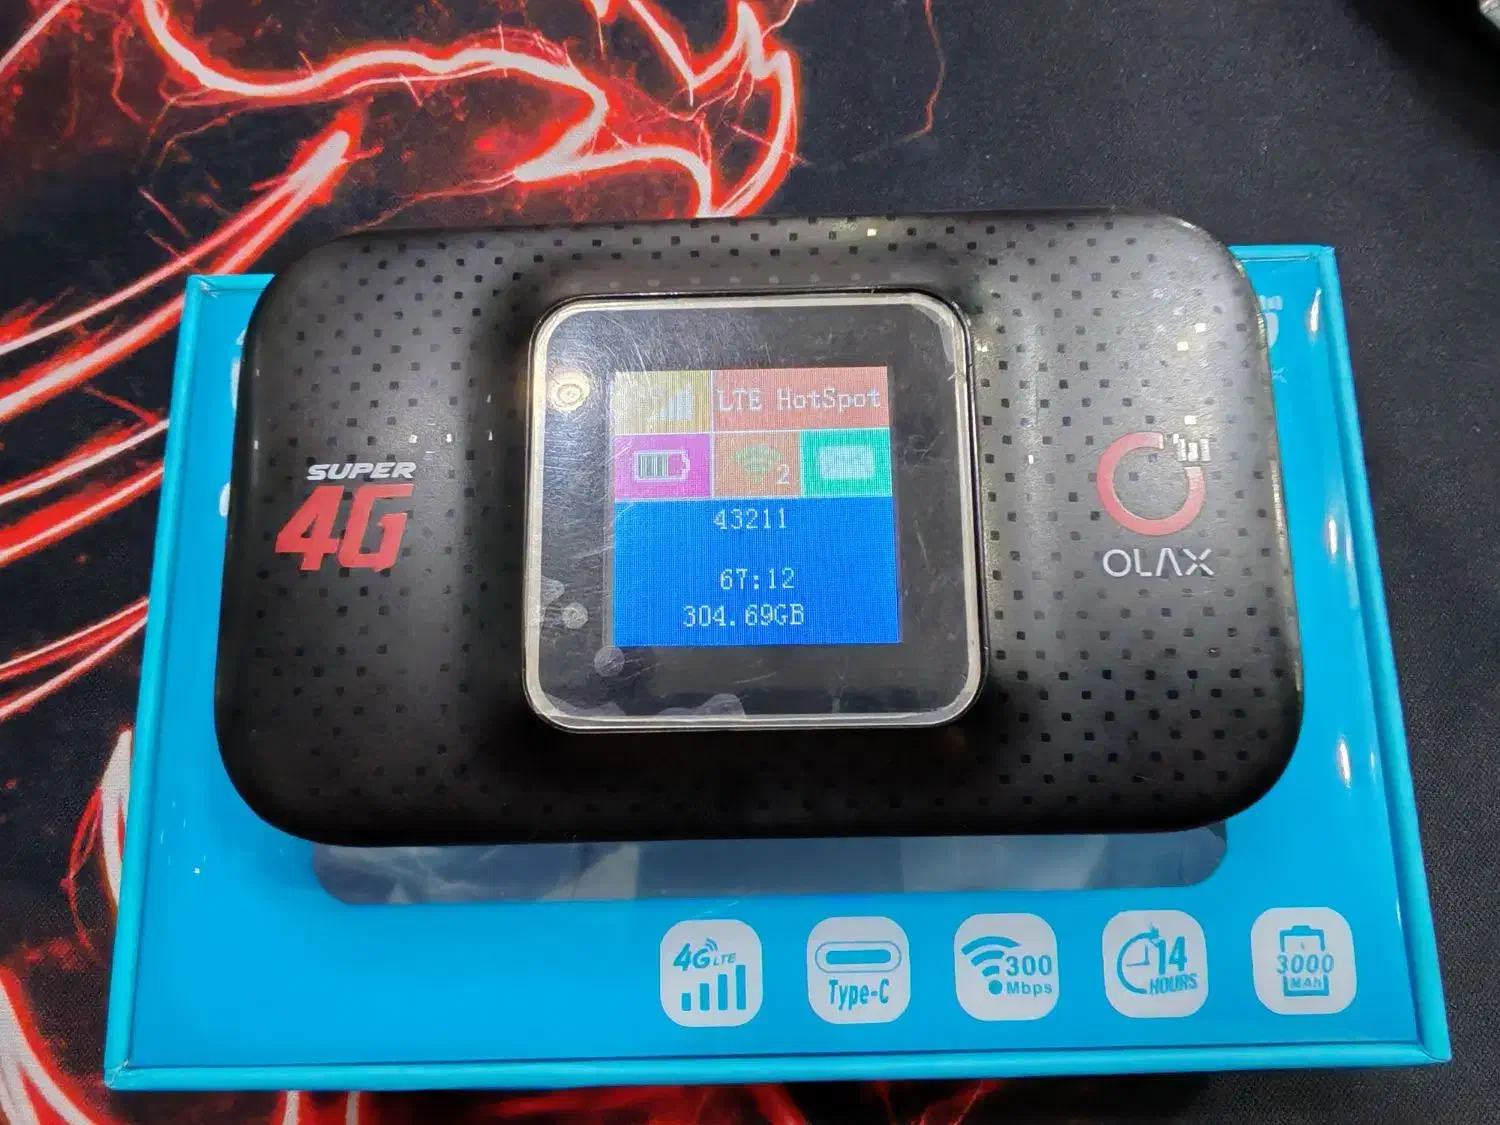 LTE HotSpot
2
43211
67:12
304.69GB
SUPER
4G
OLAX
4G LTE
Type-C
300
Mbps
14
HOURS
3000
MAH